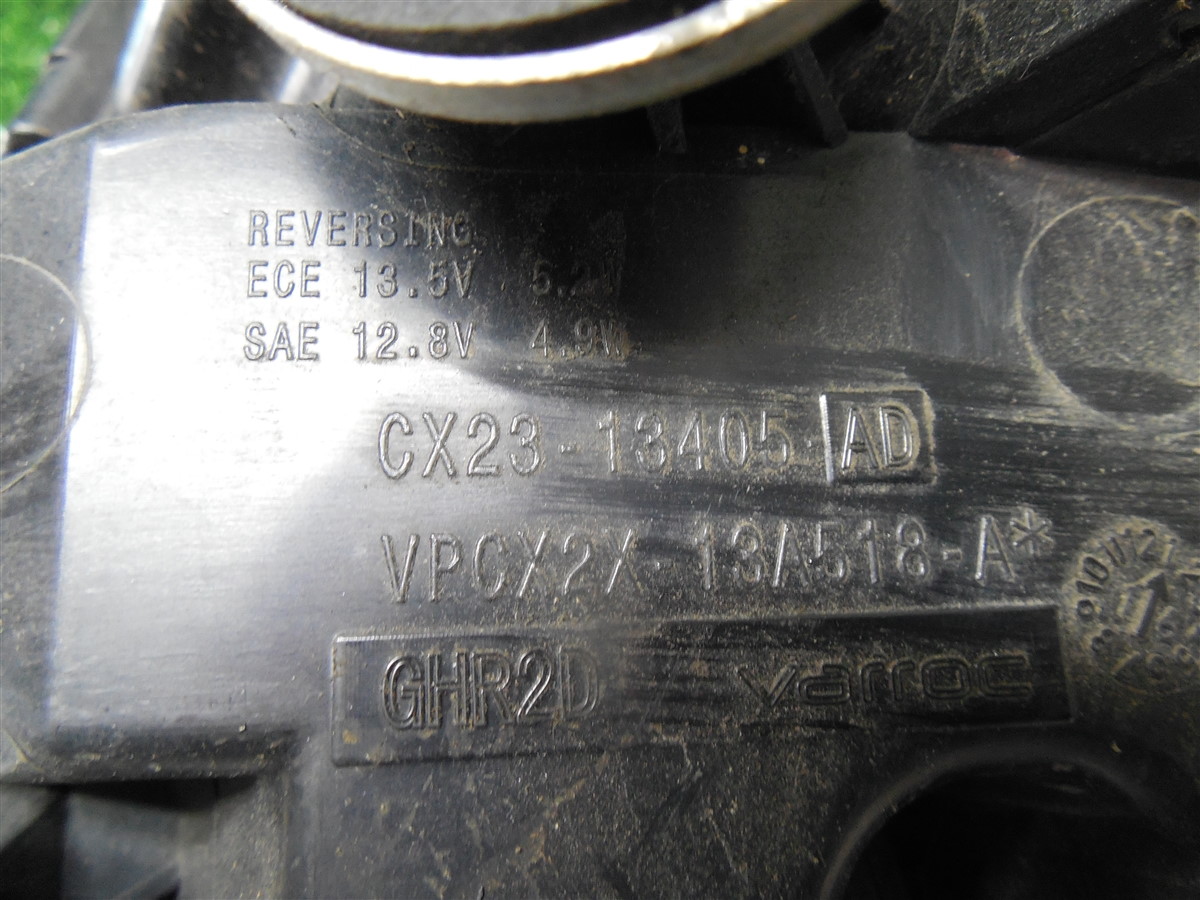 REVERSING
ECE 13.5V 5.2W
SAE 12.8V 4.9W
CX23-13405-AD
VPCX2X-13A518-A*
GHR2D varroc